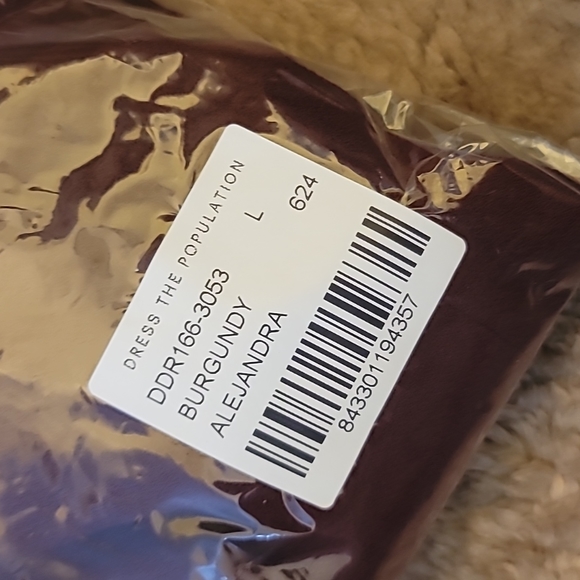 DRESS THE POPULATION
DDR166-3053 L
BURGUNDY 624
ALEJANDRA
843301194357